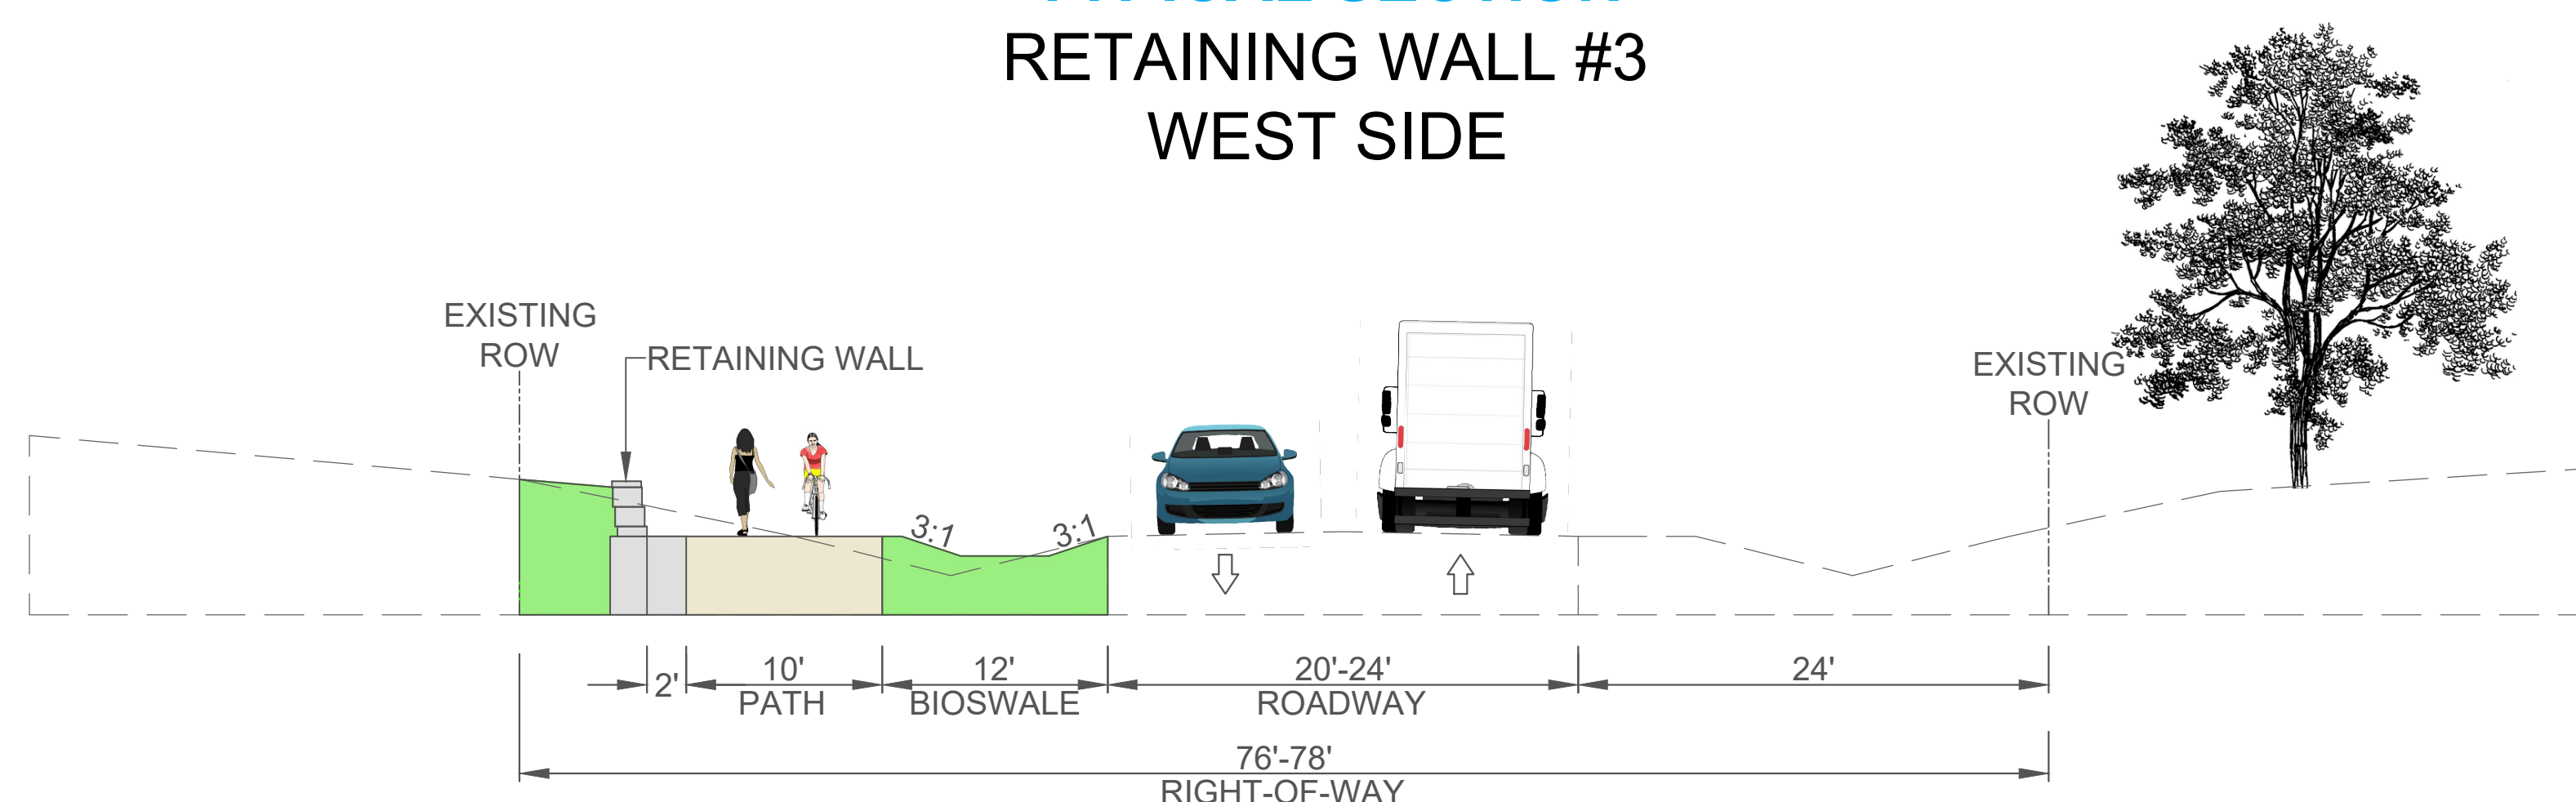 RETAINING WALL #3
WEST SIDE
EXISTING
ROW
RETAINING WALL
EXISTING
ROW
3:1
3:1
2'
10'
PATH
12'
BIOSWALE
20'-24'
ROADWAY
24'
76'-78'
RIGHT-OF-WAY